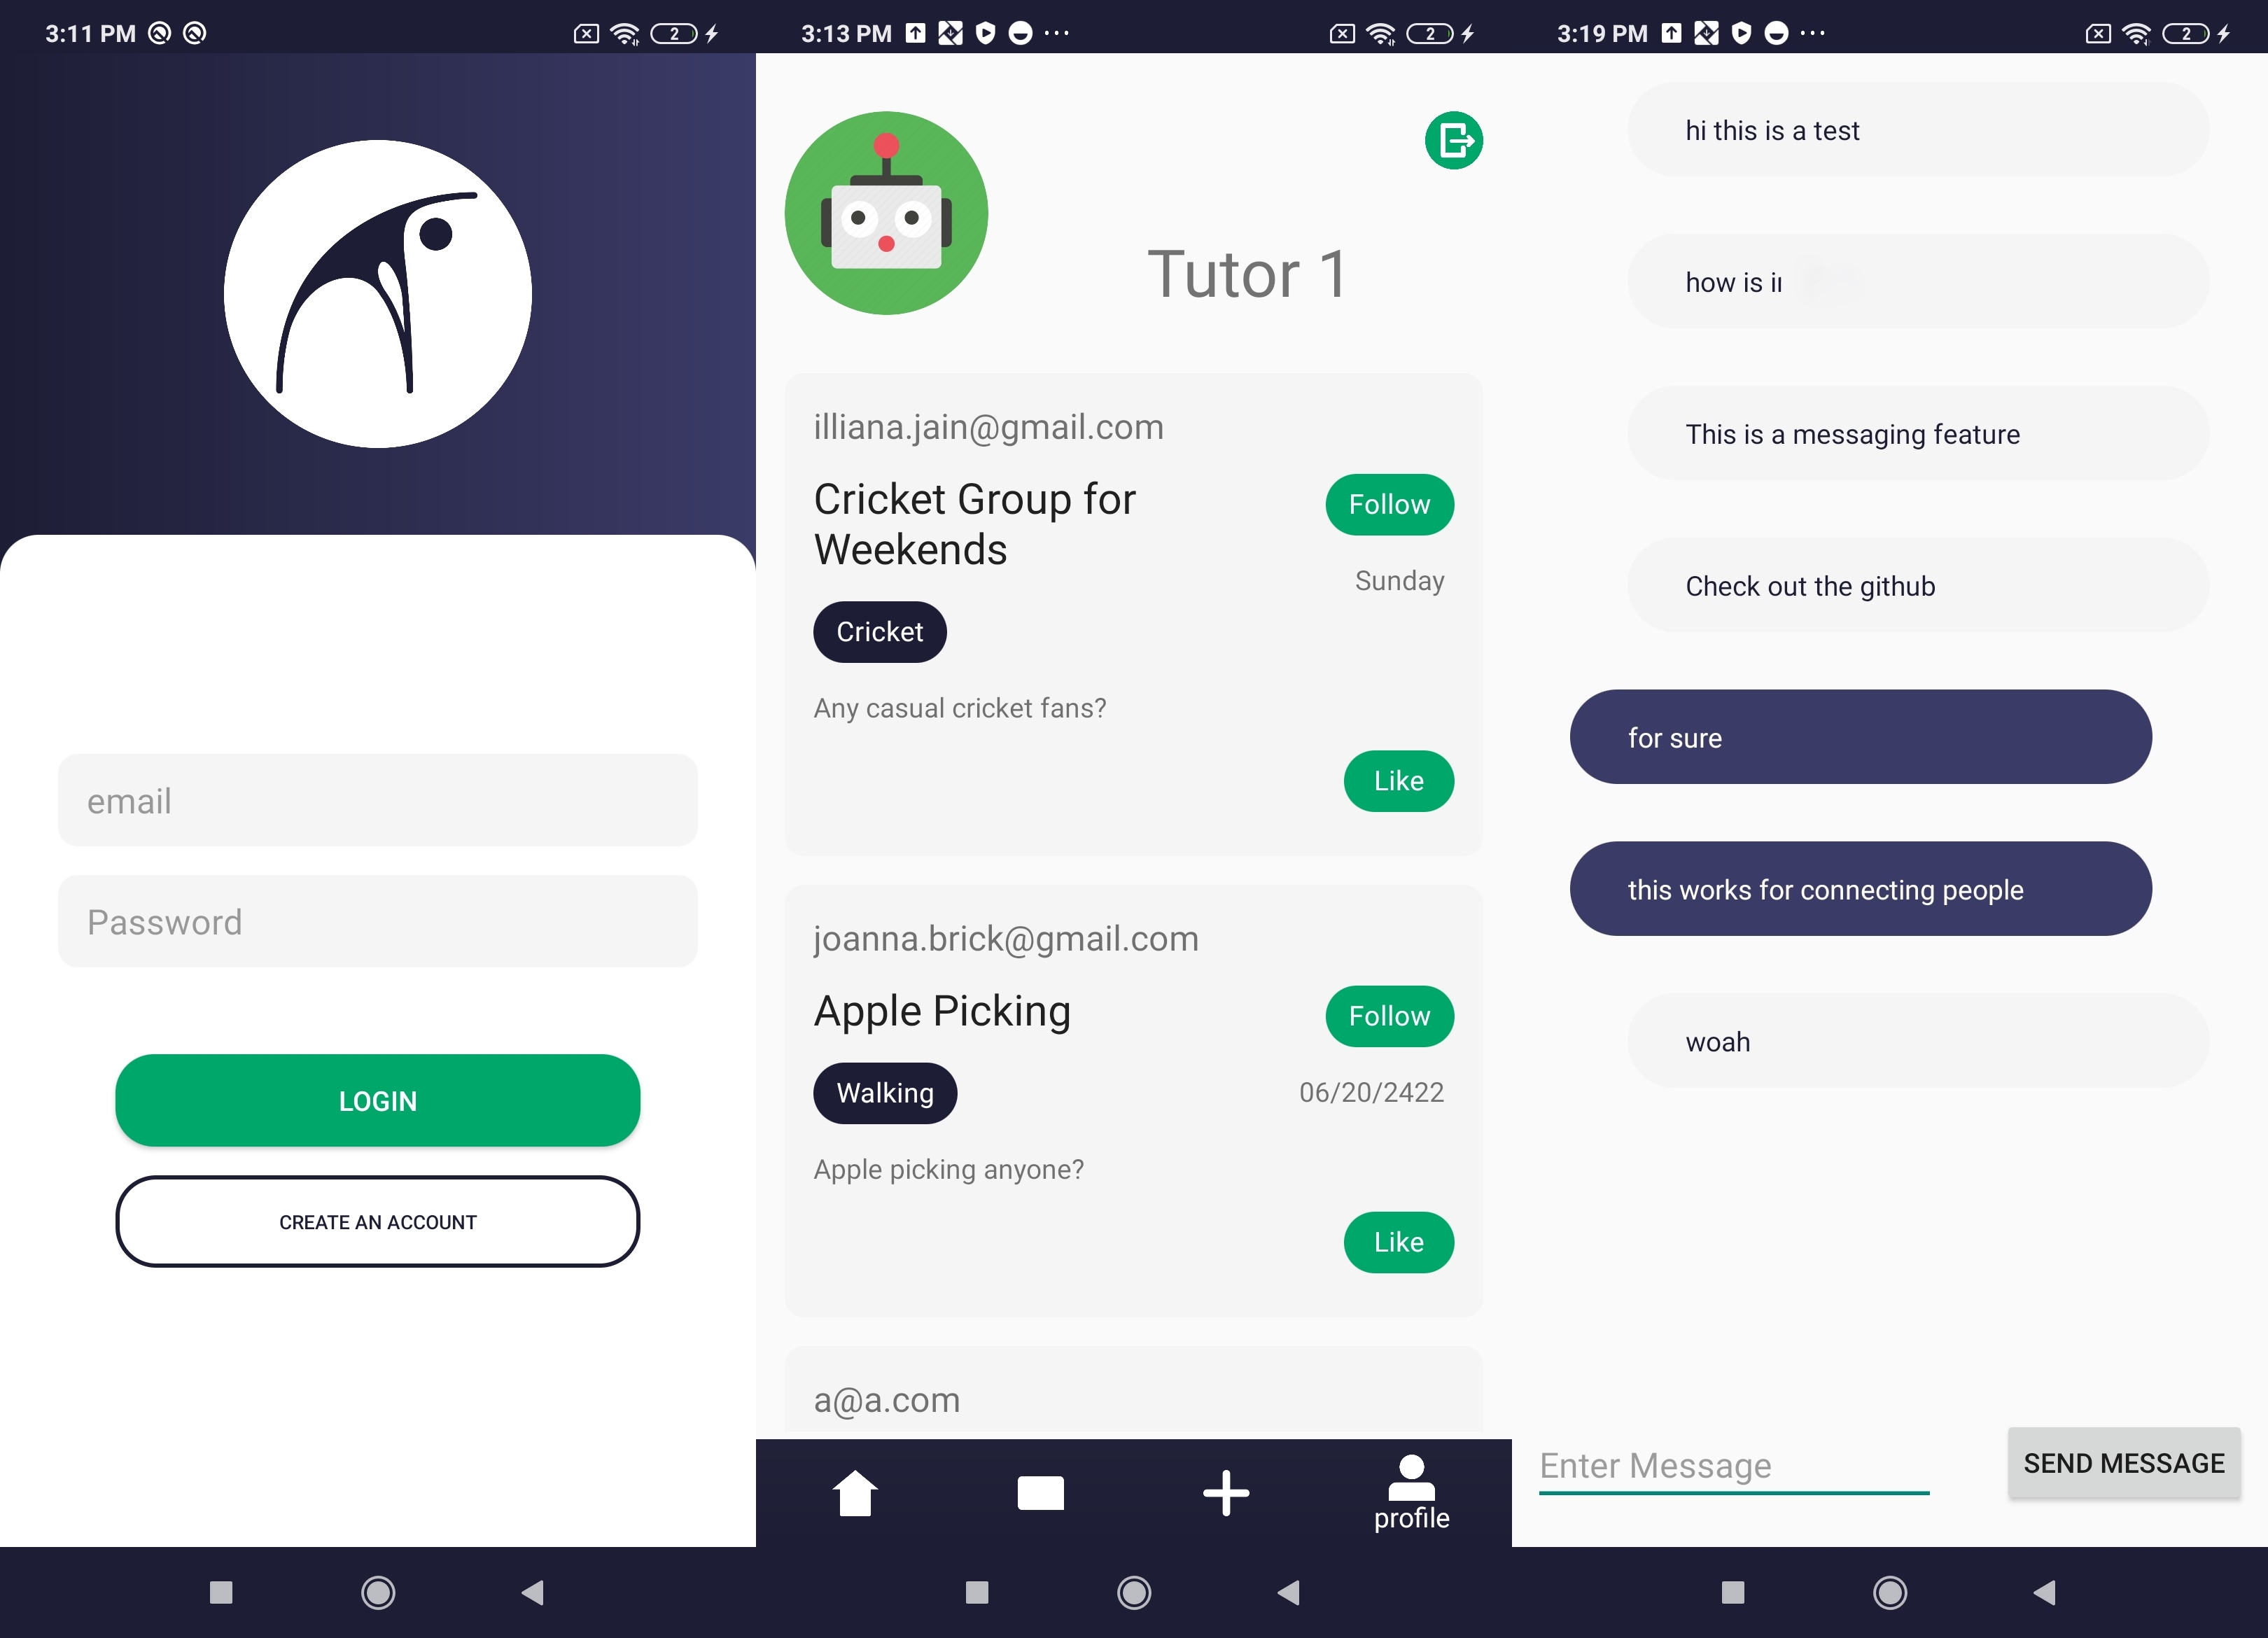 3:11 PM
2
email
Password
LOGIN
CREATE AN ACCOUNT
3:13 PM
2
Tutor 1
illiana.jain@gmail.com
Cricket Group for
Weekends
Follow
Sunday
Cricket
Any casual cricket fans?
Like
joanna.brick@gmail.com
Apple Picking
Follow
Walking
06/20/2422
Apple picking anyone?
Like
a@a.com
profile
3:19 PM
2
hi this is a test
how is
This is a messaging feature
Check out the github
for sure
this works for connecting people
woah
Enter Message
SEND MESSAGE